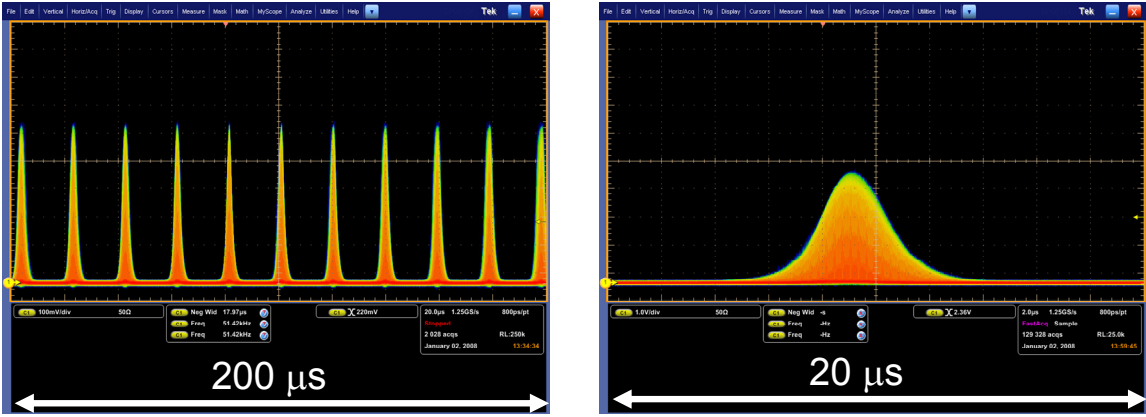 File Edit Vertical Horiz/Acq Trig Display Cursors Measure Mask Math MyScope Analyze Utilities Help Tek
C1 100mV/div 50Ω
C1 Neg Wid 17.97µs
C1 Freq 51.42kHz
C1 Freq 51.42kHz
C1 220mV
20.0µs 1.25GS/s 800ps/pt
Stopped
2 028 acqs RL:250k
January 02, 2008 13:34:34
200 µs
File Edit Vertical Horiz/Acq Trig Display Cursors Measure Mask Math MyScope Analyze Utilities Help Tek
C1 1.0V/div 50Ω
C1 Neg Wid -s
C1 Freq -Hz
C1 Freq -Hz
C1 2.36V
2.0µs 1.25GS/s 800ps/pt
FastAcq Sample
129 328 acqs RL:25.0k
January 02, 2008 13:59:45
20 µs